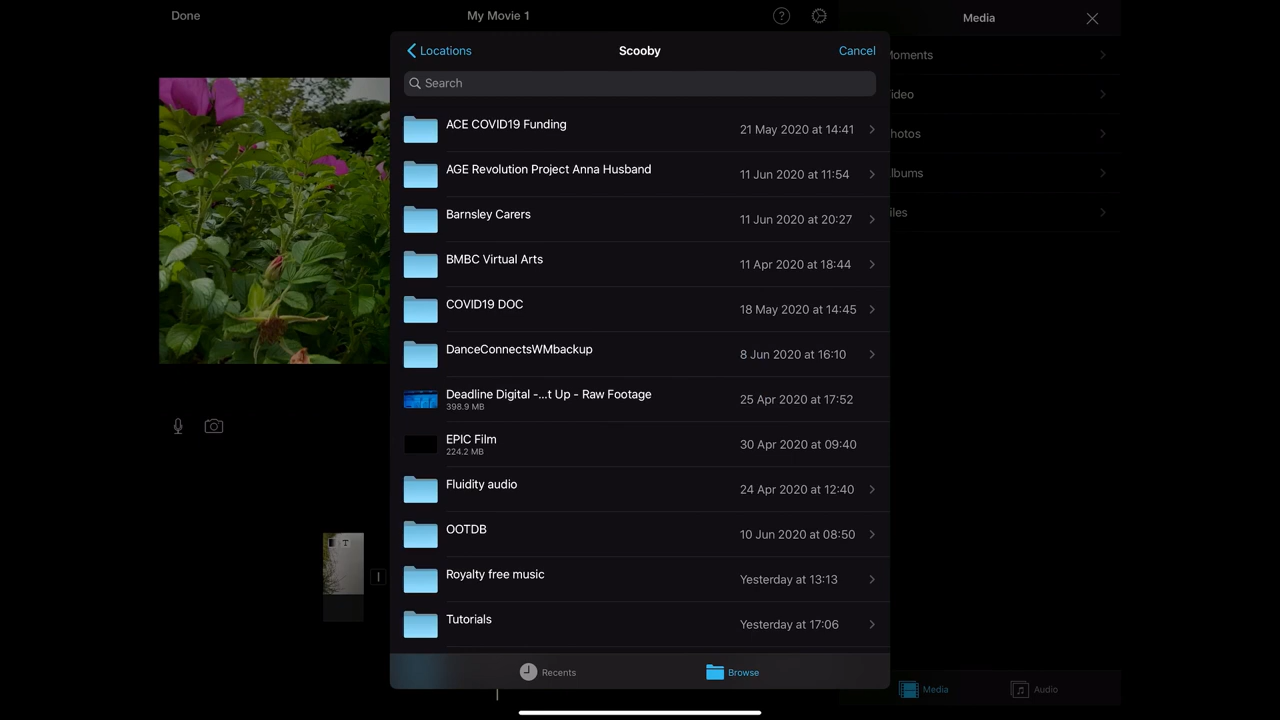 Done
My Movie 1
?
Media
Locations
Scooby
Cancel
Search
ACE COVID19 Funding
21 May 2020 at 14:41
AGE Revolution Project Anna Husband
11 Jun 2020 at 11:54
Barnsley Carers
11 Jun 2020 at 20:27
BMBC Virtual Arts
11 Apr 2020 at 18:44
COVID19 DOC
18 May 2020 at 14:45
DanceConnectsWMbackup
8 Jun 2020 at 16:10
Deadline Digital -...t Up - Raw Footage
398.9 MB
25 Apr 2020 at 17:52
EPIC Film
224.2 MB
30 Apr 2020 at 09:40
Fluidity audio
24 Apr 2020 at 12:40
OOTDB
10 Jun 2020 at 08:50
Royalty free music
Yesterday at 13:13
Tutorials
Yesterday at 17:06
Recents
Browse
oments
ideo
hotos
lbums
iles
T
Media
Audio